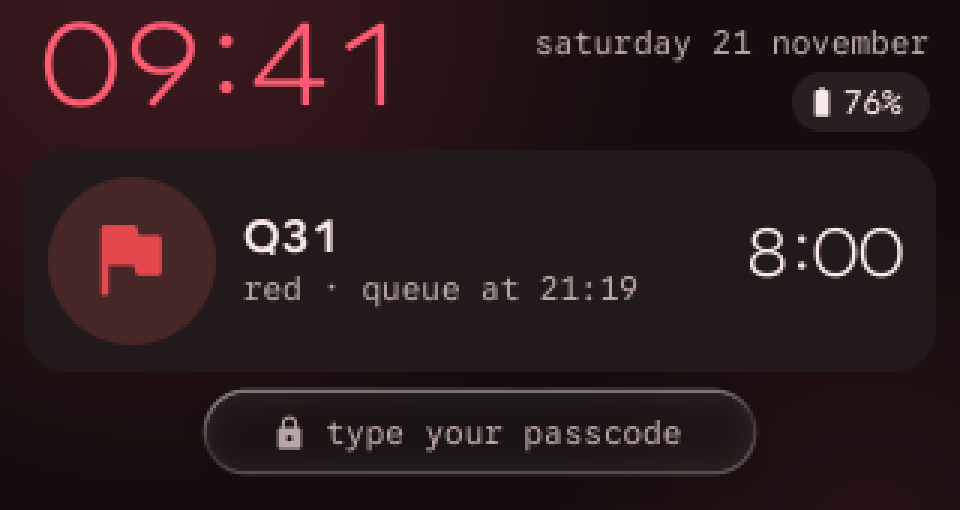 09:41
saturday 21 november
76%
Q31
red · queue at 21:19
8:00
type your passcode